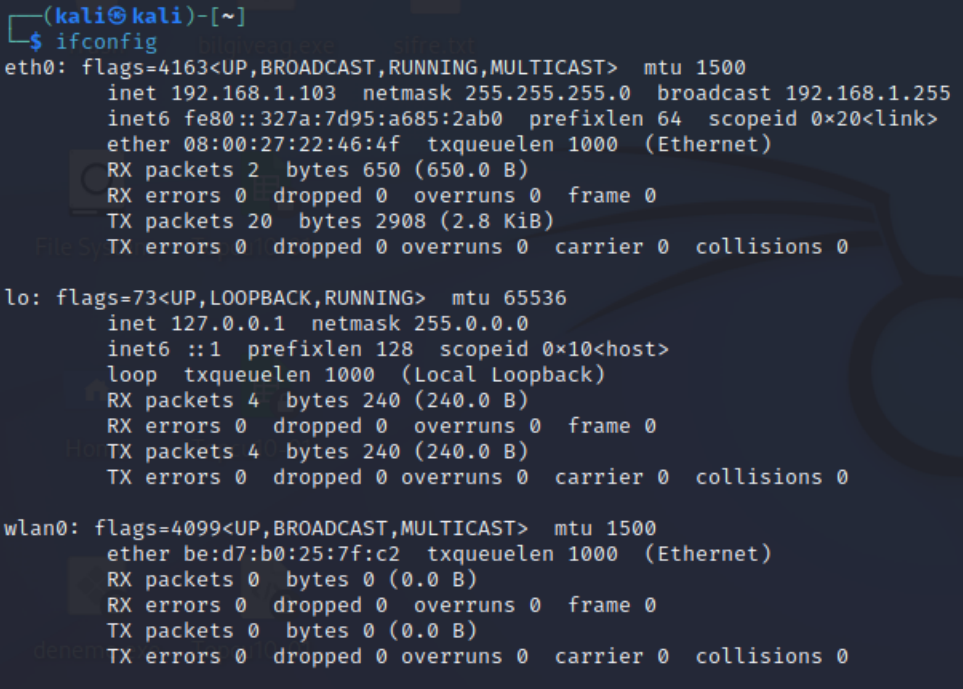 ┌──(kali㉿kali)-[~]
└─$ ifconfig
eth0: flags=4163<UP,BROADCAST,RUNNING,MULTICAST>  mtu 1500
        inet 192.168.1.103  netmask 255.255.255.0  broadcast 192.168.1.255
        inet6 fe80::327a:7d95:a685:2ab0  prefixlen 64  scopeid 0×20<link>
        ether 08:00:27:22:46:4f  txqueuelen 1000  (Ethernet)
        RX packets 2  bytes 650 (650.0 B)
        RX errors 0  dropped 0  overruns 0  frame 0
        TX packets 20  bytes 2908 (2.8 KiB)
        TX errors 0  dropped 0 overruns 0  carrier 0  collisions 0

lo: flags=73<UP,LOOPBACK,RUNNING>  mtu 65536
        inet 127.0.0.1  netmask 255.0.0.0
        inet6 ::1  prefixlen 128  scopeid 0×10<host>
        loop  txqueuelen 1000  (Local Loopback)
        RX packets 4  bytes 240 (240.0 B)
        RX errors 0  dropped 0  overruns 0  frame 0
        TX packets 4  bytes 240 (240.0 B)
        TX errors 0  dropped 0 overruns 0  carrier 0  collisions 0

wlan0: flags=4099<UP,BROADCAST,MULTICAST>  mtu 1500
        ether be:d7:b0:25:7f:c2  txqueuelen 1000  (Ethernet)
        RX packets 0  bytes 0 (0.0 B)
        RX errors 0  dropped 0  overruns 0  frame 0
        TX packets 0  bytes 0 (0.0 B)
        TX errors 0  dropped 0 overruns 0  carrier 0  collisions 0
bilgiveag.exe
sifre.txt